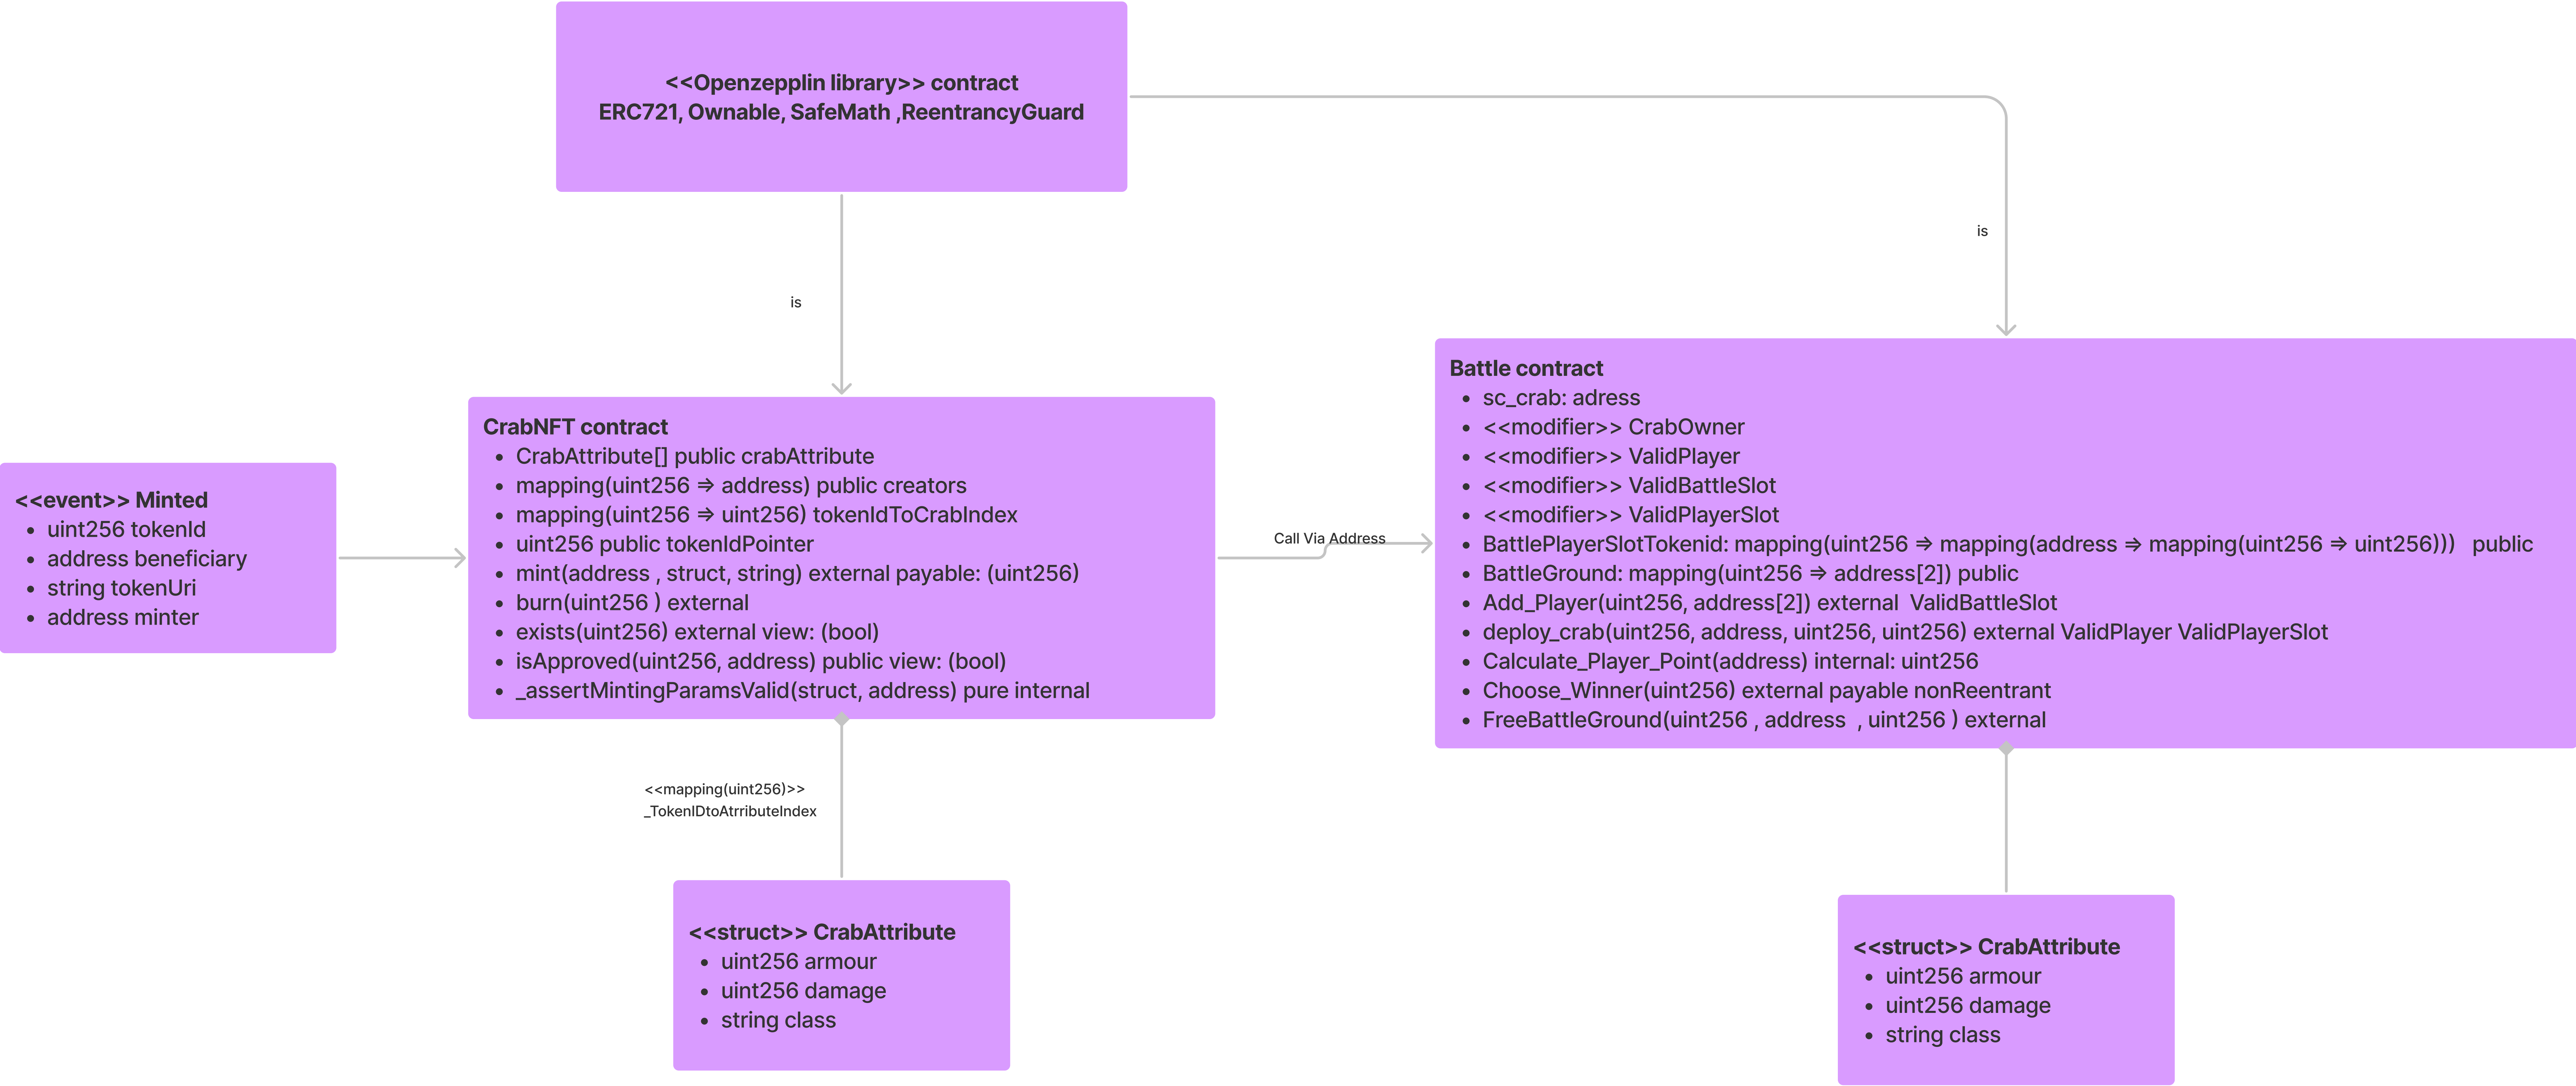 <<Openzepplin library>> contract
ERC721, Ownable, SafeMath ,ReentrancyGuard
is
is
<<event>> Minted
• uint256 tokenId
• address beneficiary
• string tokenUri
• address minter
CrabNFT contract
• CrabAttribute[] public crabAttribute
• mapping(uint256 => address) public creators
• mapping(uint256 => uint256) tokenIdToCrabIndex
• uint256 public tokenIdPointer
• mint(address , struct, string) external payable: (uint256)
• burn(uint256 ) external
• exists(uint256) external view: (bool)
• isApproved(uint256, address) public view: (bool)
• _assertMintingParamsValid(struct, address) pure internal
Call Via Address
Battle contract
• sc_crab: adress
• <<modifier>> CrabOwner
• <<modifier>> ValidPlayer
• <<modifier>> ValidBattleSlot
• <<modifier>> ValidPlayerSlot
• BattlePlayerSlotTokenid: mapping(uint256 => mapping(address => mapping(uint256 => uint256))) public
• BattleGround: mapping(uint256 => address[2]) public
• Add_Player(uint256, address[2]) external ValidBattleSlot
• deploy_crab(uint256, address, uint256, uint256) external ValidPlayer ValidPlayerSlot
• Calculate_Player_Point(address) internal: uint256
• Choose_Winner(uint256) external payable nonReentrant
• FreeBattleGround(uint256 , address , uint256 ) external
<<mapping(uint256)>>
_TokenIDtoAtrributeIndex
<<struct>> CrabAttribute
• uint256 armour
• uint256 damage
• string class
<<struct>> CrabAttribute
• uint256 armour
• uint256 damage
• string class